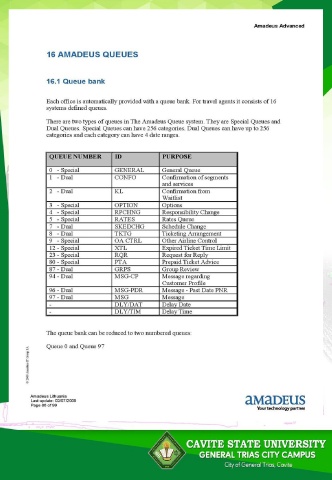 Amadeus Advanced
16 AMADEUS QUEUES
16.1 Queue bank
Each office is automatically provided with a queue bank. For travel agents it consists of 16
systems defined queues.
There are two types of queues in The Amadeus Queue system. They are Special Queues and
Dual Queues. Special Queues can have 256 categories. Dual Queues can have up to 256
categories and each category can have 4 date ranges.
QUEUE NUMBER ID PURPOSE
0 - Special GENERAL General Queue
1 - Dual CONFO Confirmation of segments
and services
2 - Dual KL Confirmation from
Waitlist
3 - Special OPTION Options
4 - Special RPCHNG Responsibility Change
5 - Special RATES Rates Queue
7 - Dual SKEDCHG Schedule Change
8 - Dual TKTG Ticketing Arrangement
9 - Special OA CTRL Other Airline Control
12 - Special XTL Expired Ticket Time Limit
23 - Special RQR Request for Reply
80 - Special PTA Prepaid Ticket Advice
87 - Dual GRPS Group Review
94 - Dual MSG-CP Message regarding
Customer Profile
96 - Dual MSG-PDR Message - Past Date PNR
97 - Dual MSG Message
- DLY/DAT Delay Date
- DLY/TIM Delay Time
The queue bank can be reduced to two numbered queues:
Queue 0 and Queue 97
Amadeus Lithuania
Last update: 02/07/2005
of 99
amadeus
Your technology partner
CAVITE STATE UNIVERSITY
GENERAL TRIAS CITY CAMPUS
City of General Trias, Cavite